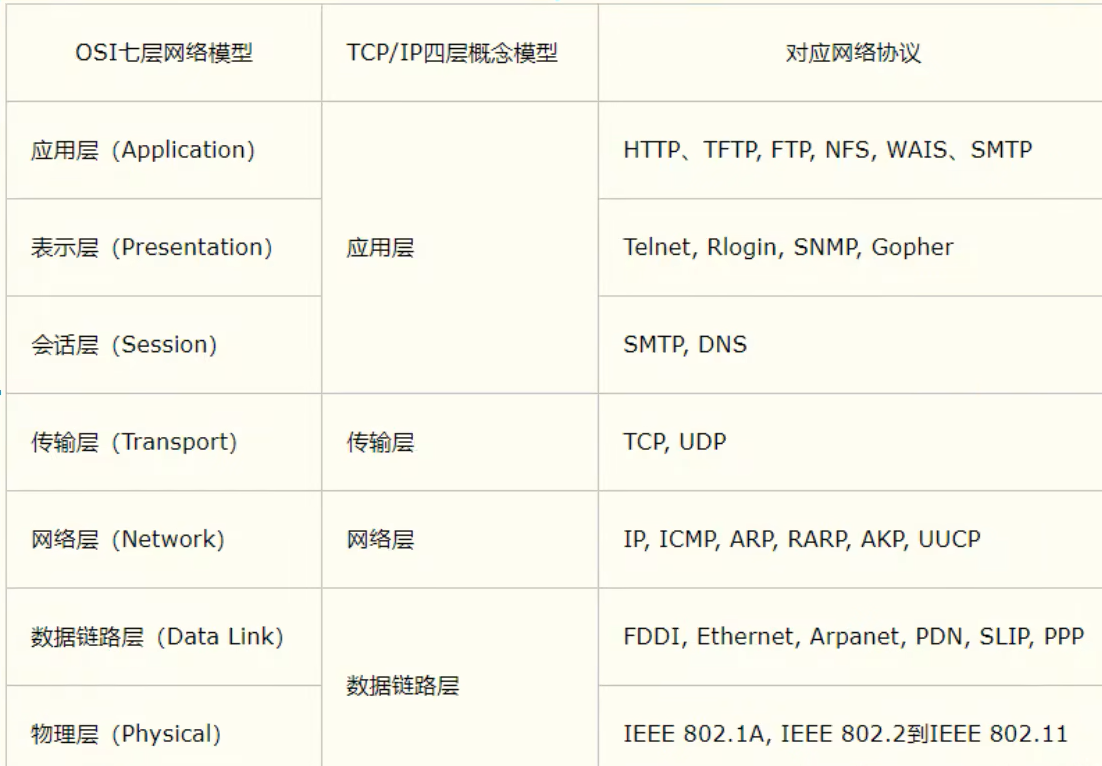 OSI七层网络模型 TCP/IP四层概念模型 对应网络协议
应用层（Application） HTTP、TFTP, FTP, NFS, WAIS、SMTP
表示层（Presentation） 应用层 Telnet, Rlogin, SNMP, Gopher
会话层（Session） SMTP, DNS
传输层（Transport） 传输层 TCP, UDP
网络层（Network） 网络层 IP, ICMP, ARP, RARP, AKP, UUCP
数据链路层（Data Link） FDDI, Ethernet, Arpanet, PDN, SLIP, PPP
数据链路层
物理层（Physical） IEEE 802.1A, IEEE 802.2到IEEE 802.11